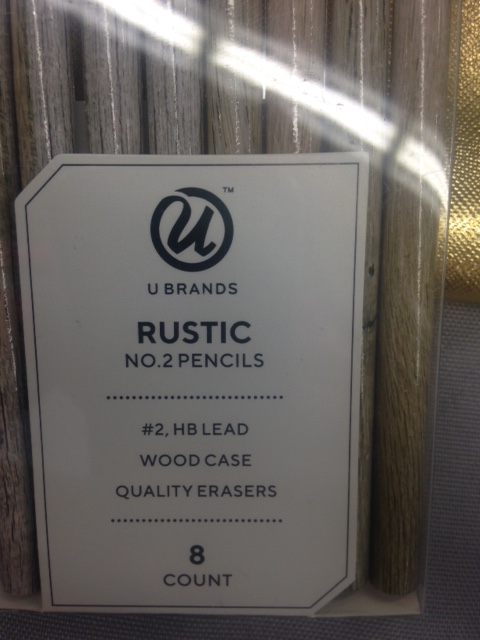 U
™
U BRANDS
RUSTIC
NO.2 PENCILS
#2, HB LEAD
WOOD CASE
QUALITY ERASERS
8
COUNT